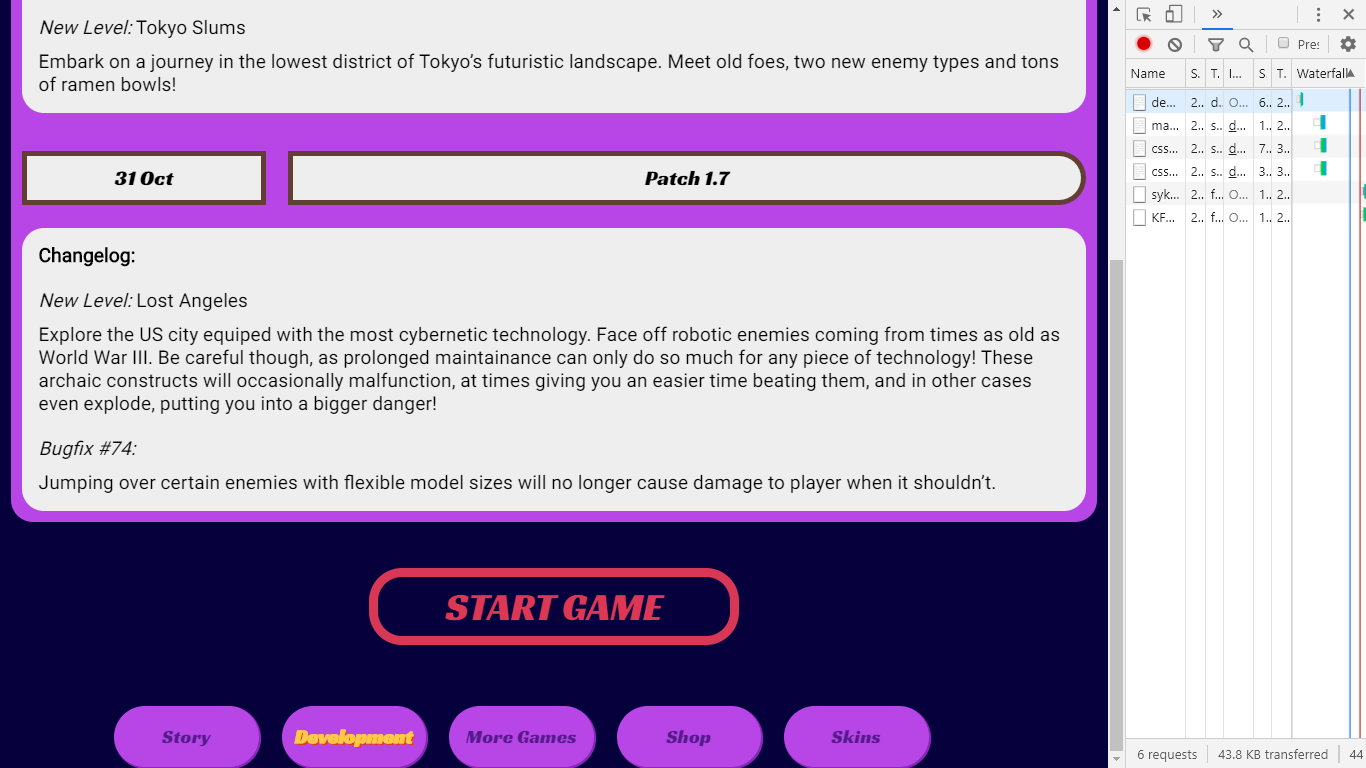 New Level: Tokyo Slums
Embark on a journey in the lowest district of Tokyo’s futuristic landscape. Meet old foes, two new enemy types and tons
of ramen bowls!
31 Oct
Patch 1.7
Changelog:
New Level: Lost Angeles
Explore the US city equiped with the most cybernetic technology. Face off robotic enemies coming from times as old as
World War III. Be careful though, as prolonged maintainance can only do so much for any piece of technology! These
archaic constructs will occasionally malfunction, at times giving you an easier time beating them, and in other cases
even explode, putting you into a bigger danger!
Bugfix #74:
Jumping over certain enemies with flexible model sizes will no longer cause damage to player when it shouldn’t.
START GAME
Story Development More Games Shop Skins
» Pres
Name S. T. I... S T. Waterfall
de... 2.. d. O... 6.. 2..
ma... 2.. s.. d... 1.. 2..
css... 2.. s.. d... 7.. 3..
css... 2.. s.. d... 3.. 3..
syk... 2.. f... O... 1.. 2..
KF... 2.. f... O... 1.. 2..
6 requests 43.8 KB transferred 44